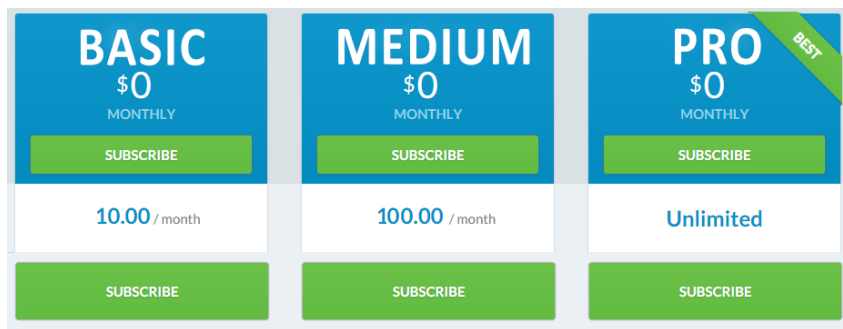 BASIC
$0
MONTHLY
SUBSCRIBE
10.00 / month
SUBSCRIBE
MEDIUM
$0
MONTHLY
SUBSCRIBE
100.00 / month
SUBSCRIBE
PRO
BEST
$0
MONTHLY
SUBSCRIBE
Unlimited
SUBSCRIBE